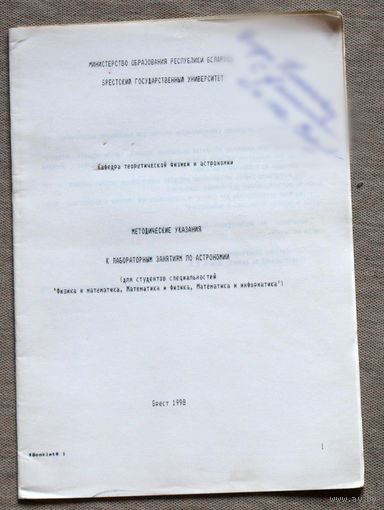 МИНИСТЕРСТВО ОБРАЗОВАНИЯ РЕСПУБЛИКИ БЕЛАРУСЬ
БРЕСТСКИЙ ГОСУДАРСТВЕННЫЙ УНИВЕРСИТЕТ
Кафедра теоретической физики и астрономии
МЕТОДИЧЕСКИЕ УКАЗАНИЯ
К ЛАБОРАТОРНЫМ ЗАНЯТИЯМ ПО АСТРОНОМИИ
(для студентов специальностей
"Физика и математика, Математика и физика, Математика и информатика")
Брест 1998
1